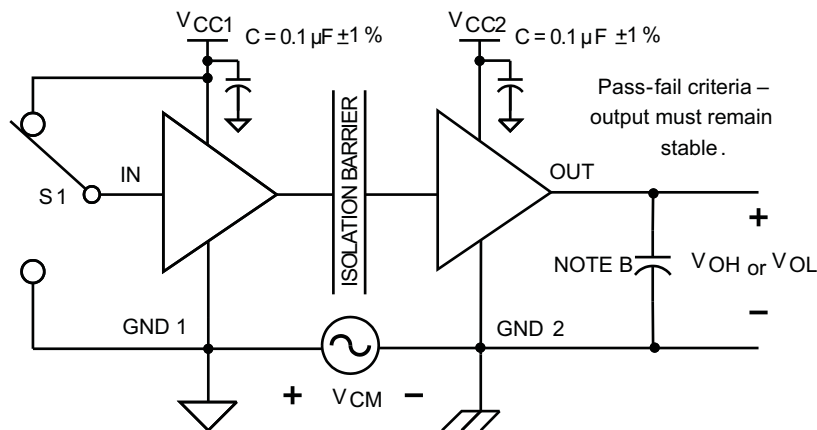 VCC1
C = 0.1 µF ±1 %
VCC2
C = 0.1 µF ±1%
Pass-fail criteria –
output must remain
stable.
S1
IN
ISOLATION BARRIER
OUT
+
NOTE B
VOH or VOL
–
GND 1
GND 2
+ VCM –